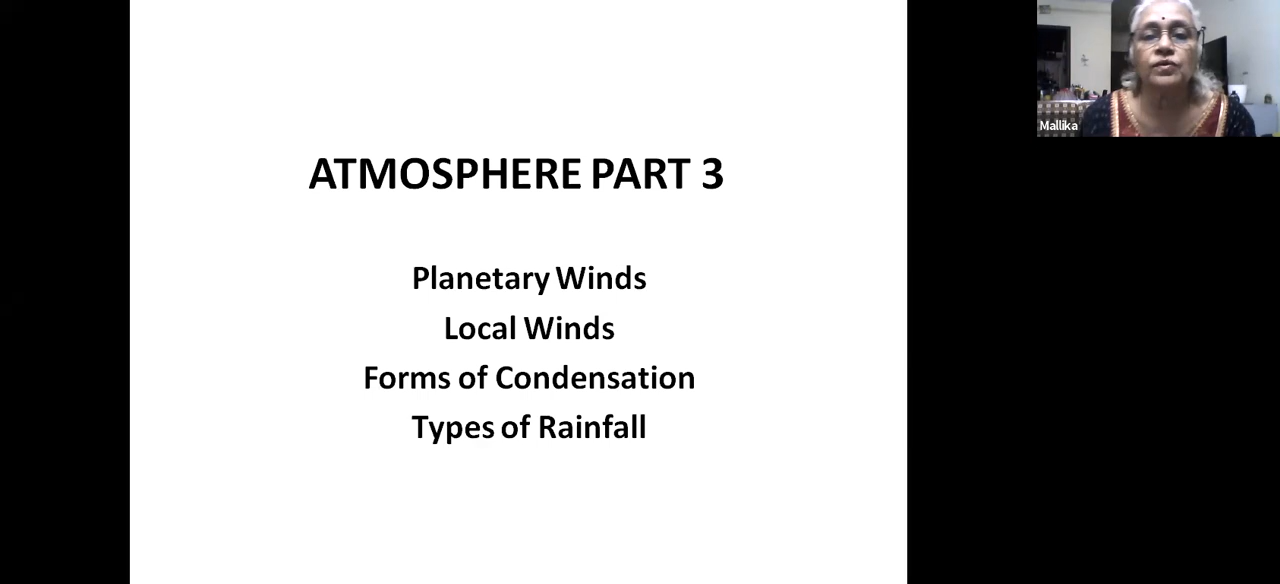 ATMOSPHERE PART 3
Planetary Winds
Local Winds
Forms of Condensation
Types of Rainfall
Mallika